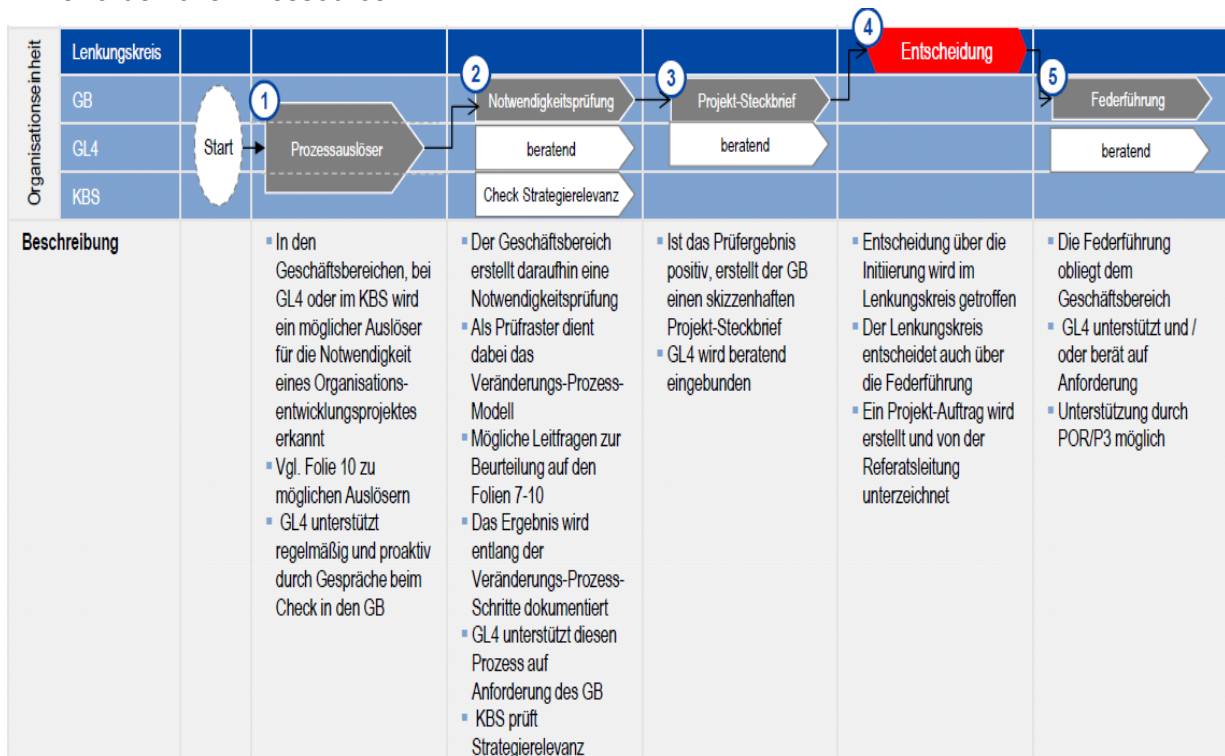 Organisationseinheit
Lenkungskreis
GB
GL4
KBS
Start
1
Prozessauslöser
2
Notwendigkeitsprüfung
beratend
Check Strategierelevanz
3
Projekt-Steckbrief
beratend
4
Entscheidung
5
Federführung
beratend
Beschreibung
▪ In den
Geschäftsbereichen, bei
GL4 oder im KBS wird
ein möglicher Auslöser
für die Notwendigkeit
eines Organisations-
entwicklungsprojektes
erkannt
▪ Vgl. Folie 10 zu
möglichen Auslösern
▪ GL4 unterstützt
regelmäßig und proaktiv
durch Gespräche beim
Check in den GB
▪ Der Geschäftsbereich
erstellt daraufhin eine
Notwendigkeitsprüfung
▪ Als Prüfraster dient
dabei das
Veränderungs-Prozess-
Modell
▪ Mögliche Leitfragen zur
Beurteilung auf den
Folien 7-10
▪ Das Ergebnis wird
entlang der
Veränderungs-Prozess-
Schritte dokumentiert
▪ GL4 unterstützt diesen
Prozess auf
Anforderung des GB
▪ KBS prüft
Strategierelevanz
▪ Ist das Prüfergebnis
positiv, erstellt der GB
einen skizzenhaften
Projekt-Steckbrief
▪ GL4 wird beratend
eingebunden
▪ Entscheidung über die
Initiierung wird im
Lenkungskreis getroffen
▪ Der Lenkungskreis
entscheidet auch über
die Federführung
▪ Ein Projekt-Auftrag wird
erstellt und von der
Referatsleitung
unterzeichnet
▪ Die Federführung
obliegt dem
Geschäftsbereich
▪ GL4 unterstützt und /
oder berät auf
Anforderung
▪ Unterstützung durch
POR/P3 möglich